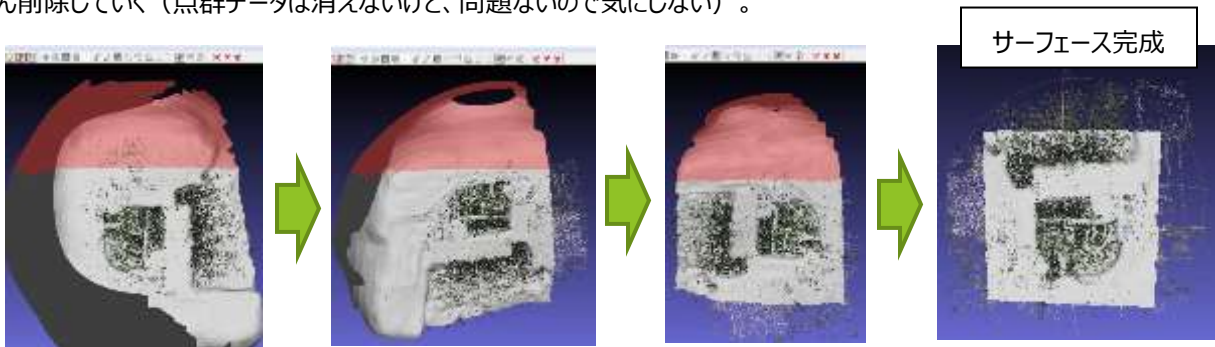 ん削除していく（点群データは消えないけど、問題ないので気にしない）。
サーフェース完成